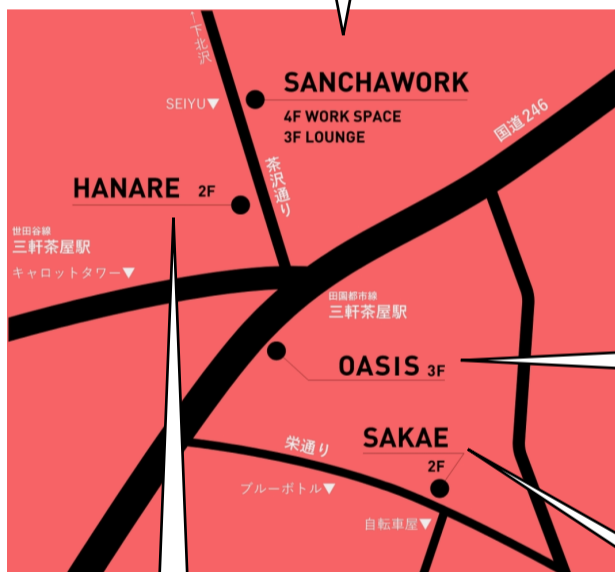 ←下北沢
SANCHAWORK
SEIYU▼
4F WORK SPACE
3F LOUNGE
国道246
茶沢通り
HANARE 2F
世田谷線
三軒茶屋駅
キャロットタワー▼
田園都市線
三軒茶屋駅
OASIS 3F
栄通り
SAKAE
2F
ブルーボトル▼
自転車屋▼